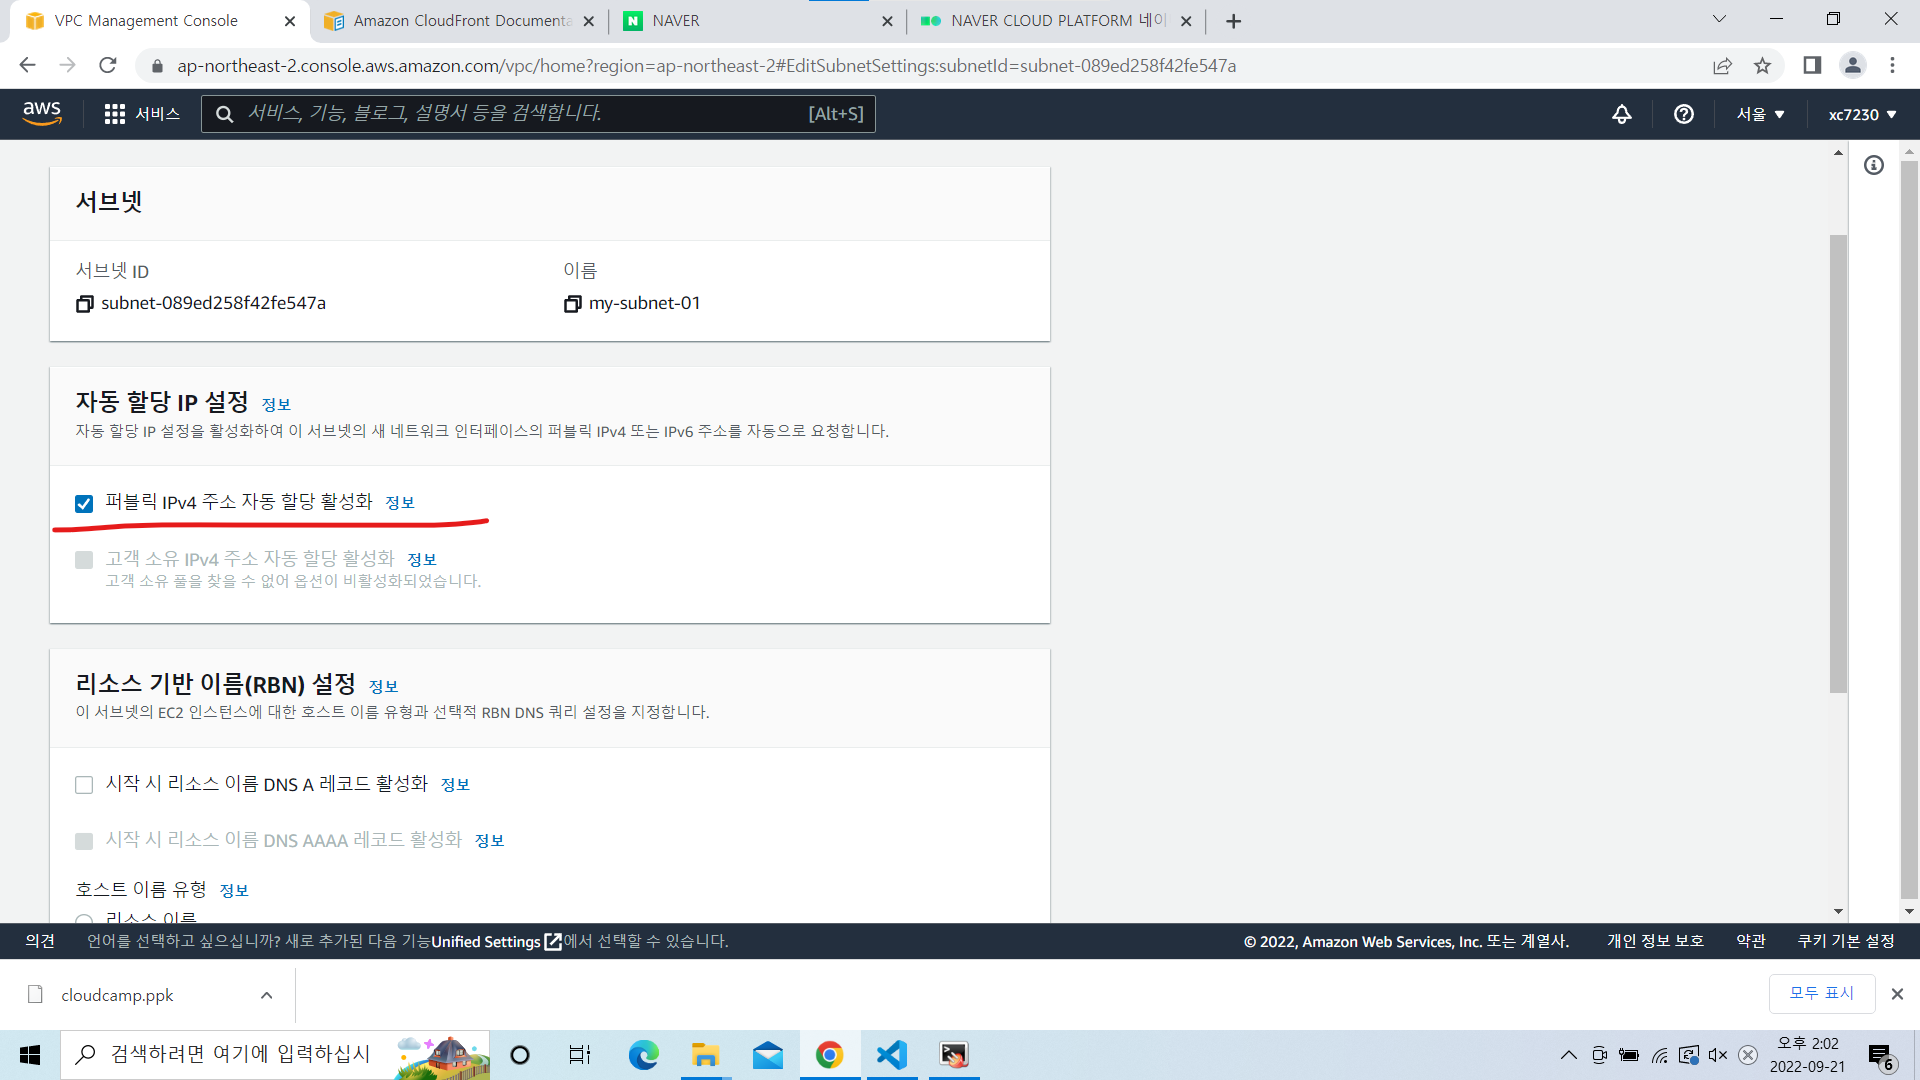 VPC Management Console
Amazon CloudFront Documenta
NAVER
NAVER CLOUD PLATFORM 네이
ap-northeast-2.console.aws.amazon.com/vpc/home?region=ap-northeast-2#EditSubnetSettings:subnetId=subnet-089ed258f42fe547a
aws
서비스
서비스, 기능, 블로그, 설명서 등을 검색합니다.
[Alt+S]
서울
xc7230
서브넷
서브넷 ID
이름
subnet-089ed258f42fe547a
my-subnet-01
자동 할당 IP 설정 정보
자동 할당 IP 설정을 활성화하여 이 서브넷의 새 네트워크 인터페이스의 퍼블릭 IPv4 또는 IPv6 주소를 자동으로 요청합니다.
퍼블릭 IPv4 주소 자동 할당 활성화 정보
고객 소유 IPv4 주소 자동 할당 활성화 정보
고객 소유 풀을 찾을 수 없어 옵션이 비활성화되었습니다.
리소스 기반 이름(RBN) 설정 정보
이 서브넷의 EC2 인스턴스에 대한 호스트 이름 유형과 선택적 RBN DNS 쿼리 설정을 지정합니다.
시작 시 리소스 이름 DNS A 레코드 활성화 정보
시작 시 리소스 이름 DNS AAAA 레코드 활성화 정보
호스트 이름 유형 정보
리소스 이름
의견
언어를 선택하고 싶으십니까? 새로 추가된 다음 기능Unified Settings에서 선택할 수 있습니다.
© 2022, Amazon Web Services, Inc. 또는 계열사.
개인 정보 보호
약관
쿠키 기본 설정
cloudcamp.ppk
모두 표시
검색하려면 여기에 입력하십시
오후 2:02
2022-09-21
6